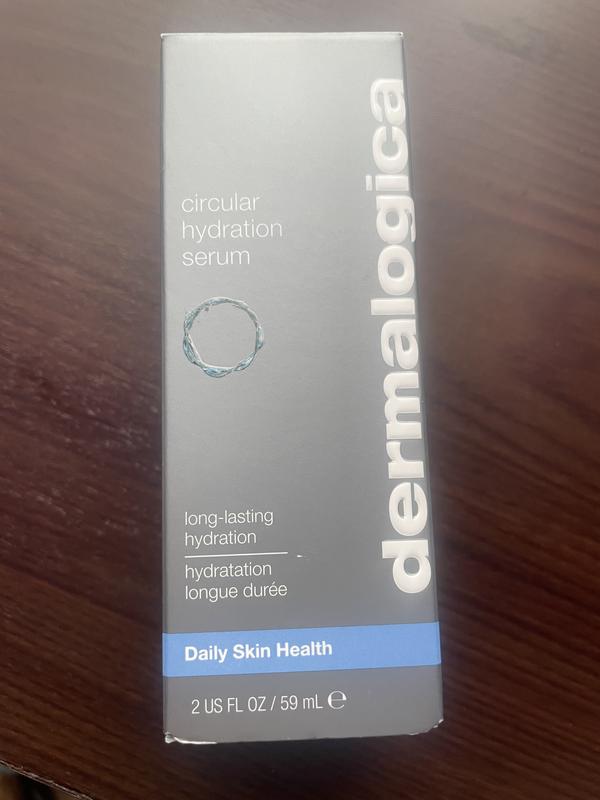 dermalogica
circular
hydration
serum
long-lasting
hydration
hydratation
longue durée
Daily Skin Health
2 US FL OZ / 59 mL ℮